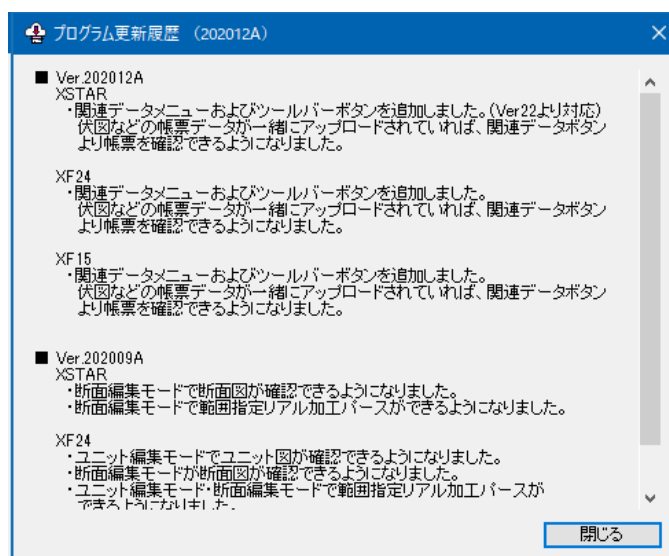 プログラム更新履歴 （202012A）
■ Ver.202012A
XSTAR
・関連データメニューおよびツールバーボタンを追加しました。(Ver22より対応)
伏図などの帳票データが一緒にアップロードされていれば、関連データボタン
より帳票を確認できるようになりました。
XF24
・関連データメニューおよびツールバーボタンを追加しました。
伏図などの帳票データが一緒にアップロードされていれば、関連データボタン
より帳票を確認できるようになりました。
XF15
・関連データメニューおよびツールバーボタンを追加しました。
伏図などの帳票データが一緒にアップロードされていれば、関連データボタン
より帳票を確認できるようになりました。
■ Ver.202009A
XSTAR
・断面編集モードで断面図が確認できるようになりました。
・断面編集モードで範囲指定リアル加工パースができるようになりました。
XF24
・ユニット編集モードでユニット図が確認できるようになりました。
・断面編集モードが断面図が確認できるようになりました。
・ユニット編集モード・断面編集モードで範囲指定リアル加工パースが
できるようになりました。
閉じる